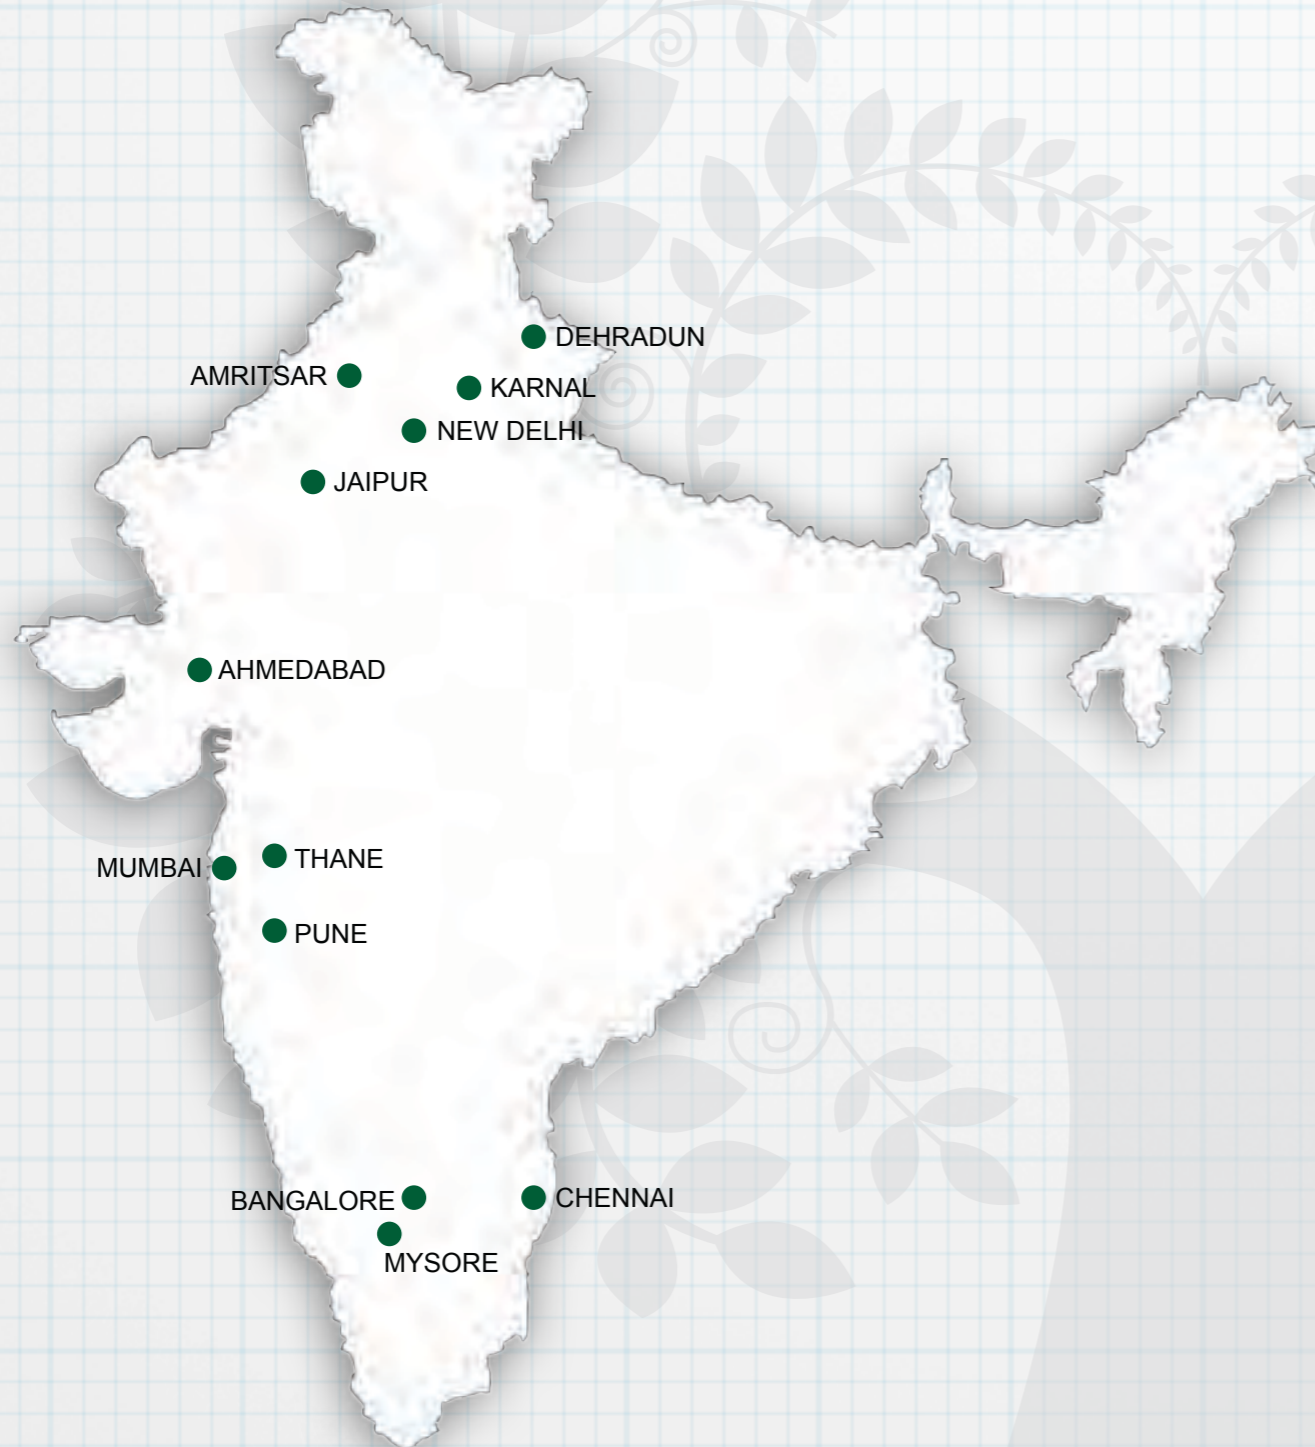 DEHRADUN
AMRITSAR
KARNAL
NEW DELHI
JAIPUR
AHMEDABAD
THANE
MUMBAI
PUNE
BANGALORE
CHENNAI
MYSORE